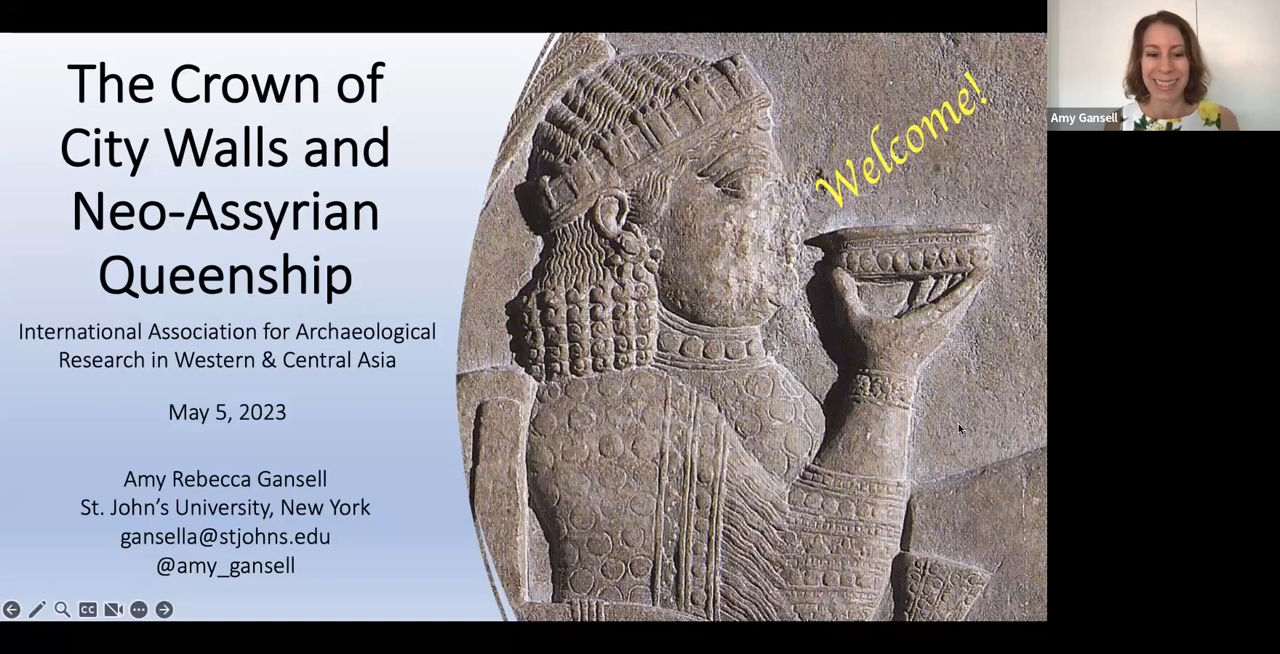 The Crown of
City Walls and
Neo-Assyrian
Queenship
International Association for Archaeological
Research in Western & Central Asia
May 5, 2023
Amy Rebecca Gansell
St. John’s University, New York
gansella@stjohns.edu
@amy_gansell
Welcome!
Amy Gansell
CC